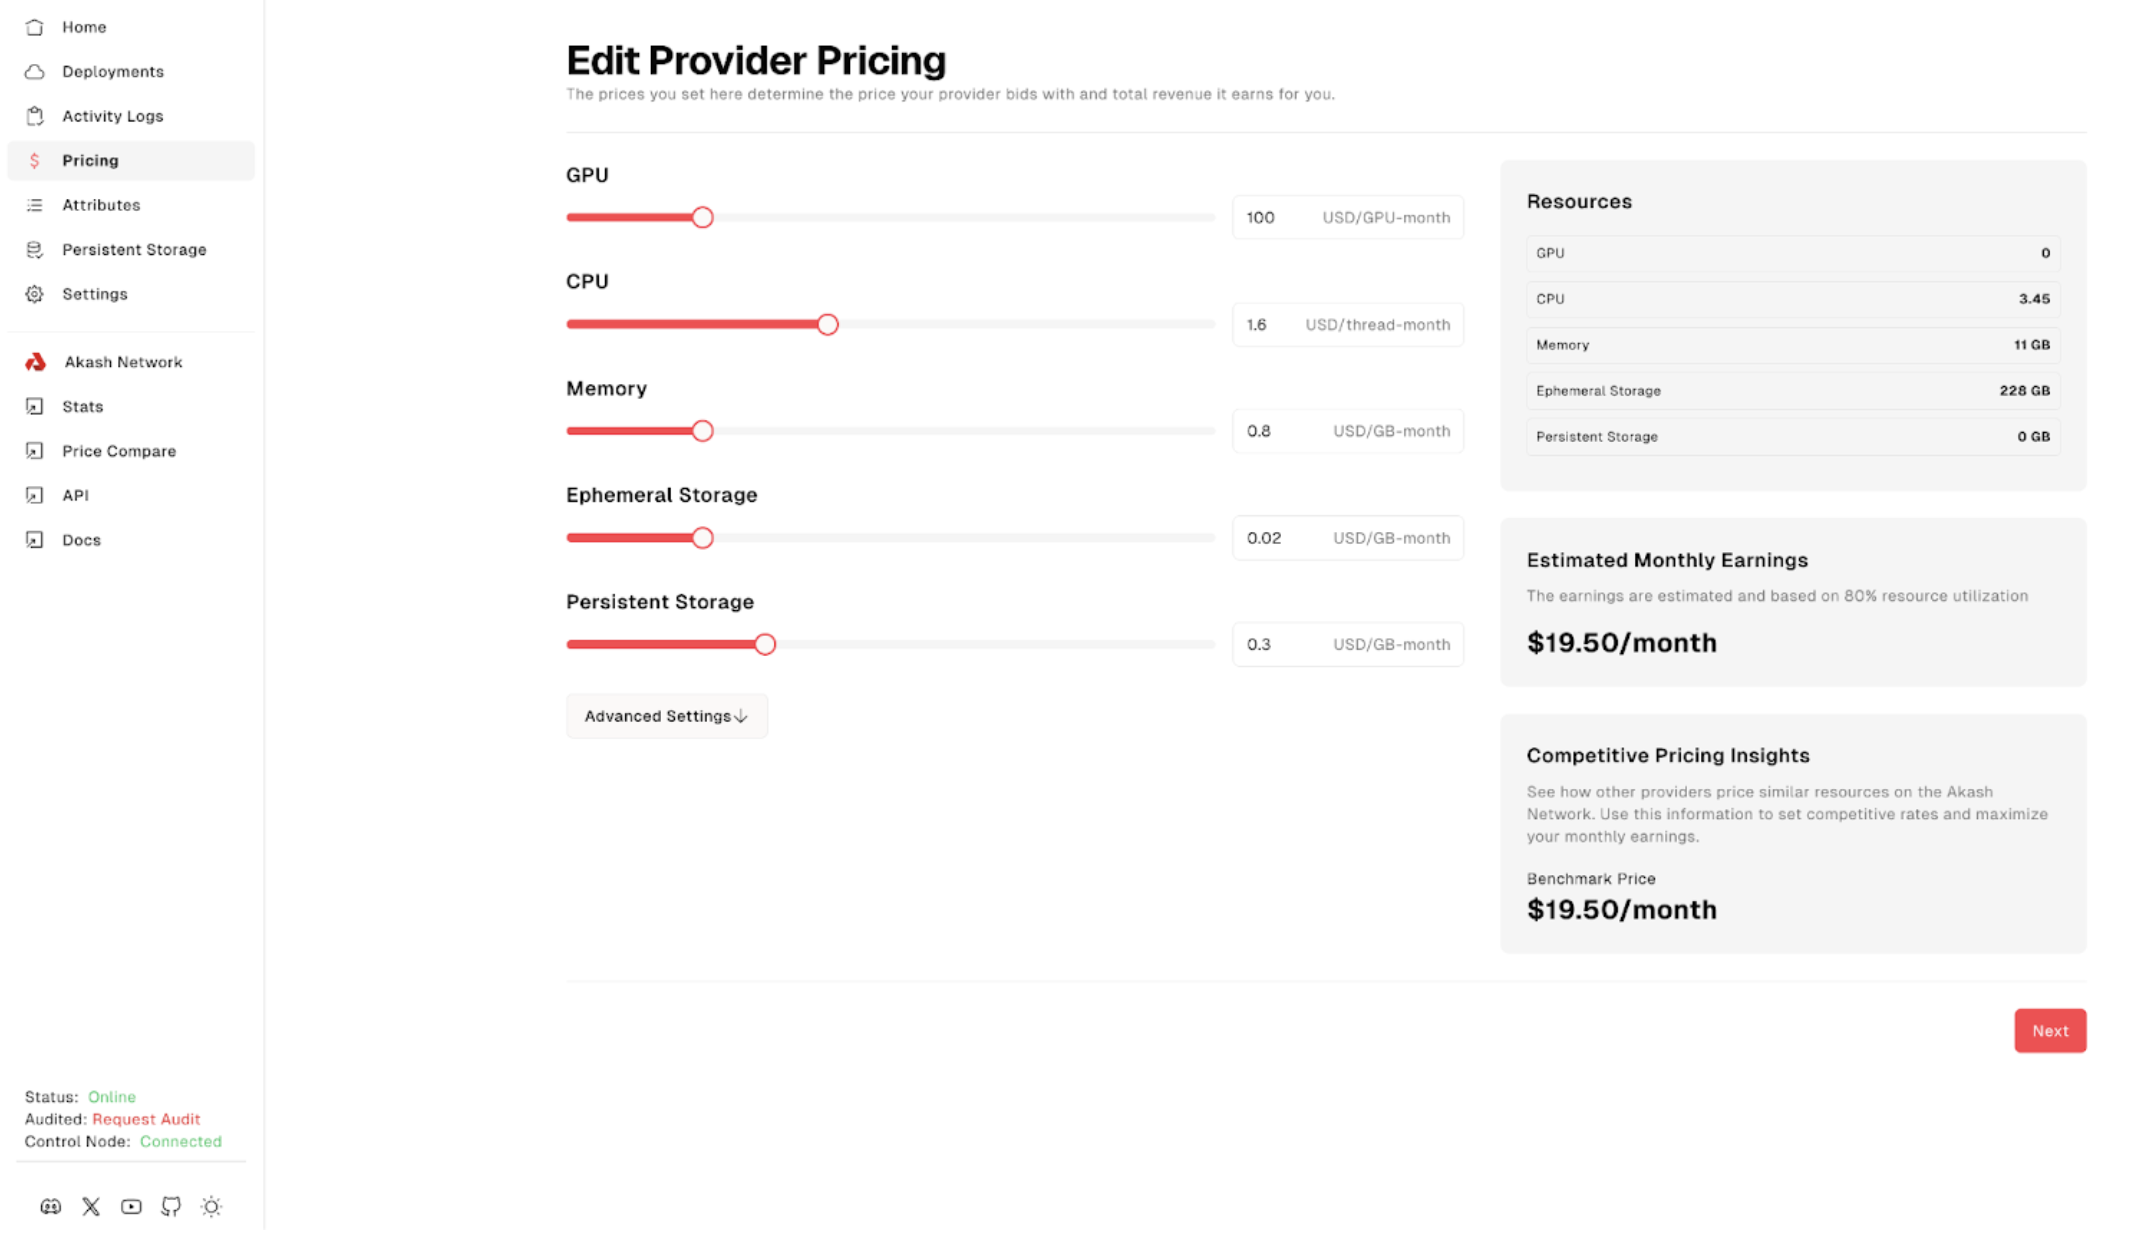 Home
Deployments
Activity Logs
Pricing
Attributes
Persistent Storage
Settings
Akash Network
Stats
Price Compare
API
Docs
Status: Online
Audited: Request Audit
Control Node: Connected
Edit Provider Pricing
The prices you set here determine the price your provider bids with and total revenue it earns for you.
GPU
100 USD/GPU-month
CPU
1.6 USD/thread-month
Memory
0.8 USD/GB-month
Ephemeral Storage
0.02 USD/GB-month
Persistent Storage
0.3 USD/GB-month
Advanced Settings
Resources
GPU 0
CPU 3.45
Memory 11 GB
Ephemeral Storage 228 GB
Persistent Storage 0 GB
Estimated Monthly Earnings
The earnings are estimated and based on 80% resource utilization
$19.50/month
Competitive Pricing Insights
See how other providers price similar resources on the Akash
Network. Use this information to set competitive rates and maximize
your monthly earnings.
Benchmark Price
$19.50/month
Next